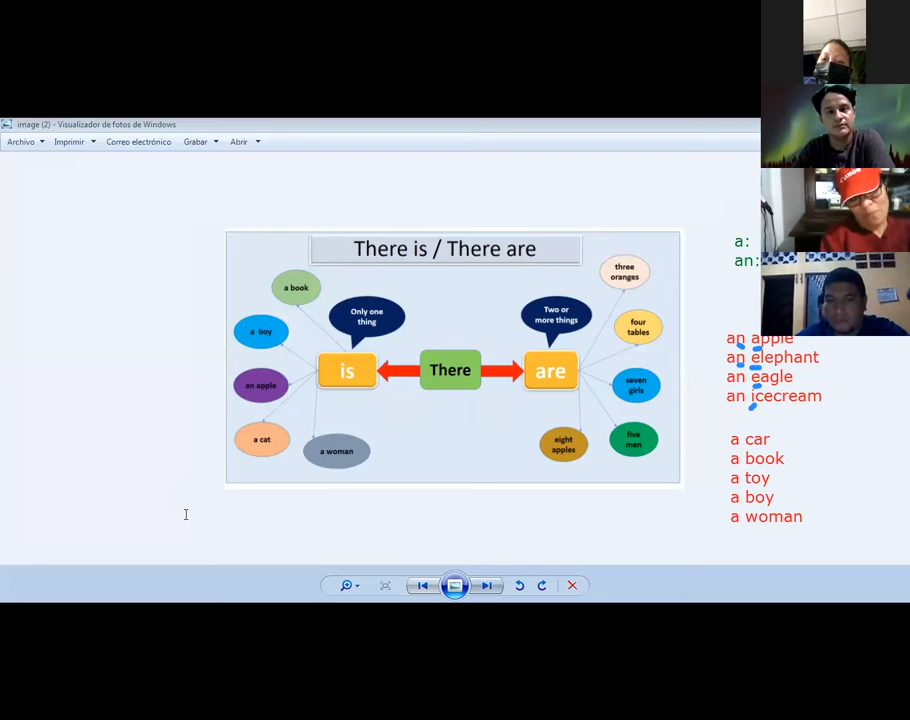 image (2) - Visualizador de fotos de Windows
Archivo Imprimir Correo electrónico Grabar Abrir
There is / There are
a book
a boy
an apple
a cat
a woman
Only one
thing
is
There
are
Two or
more things
three
oranges
four
tables
seven
girls
five
men
eight
apples
a:
an:
an apple
an elephant
an eagle
an icecream
a car
a book
a toy
a boy
a woman